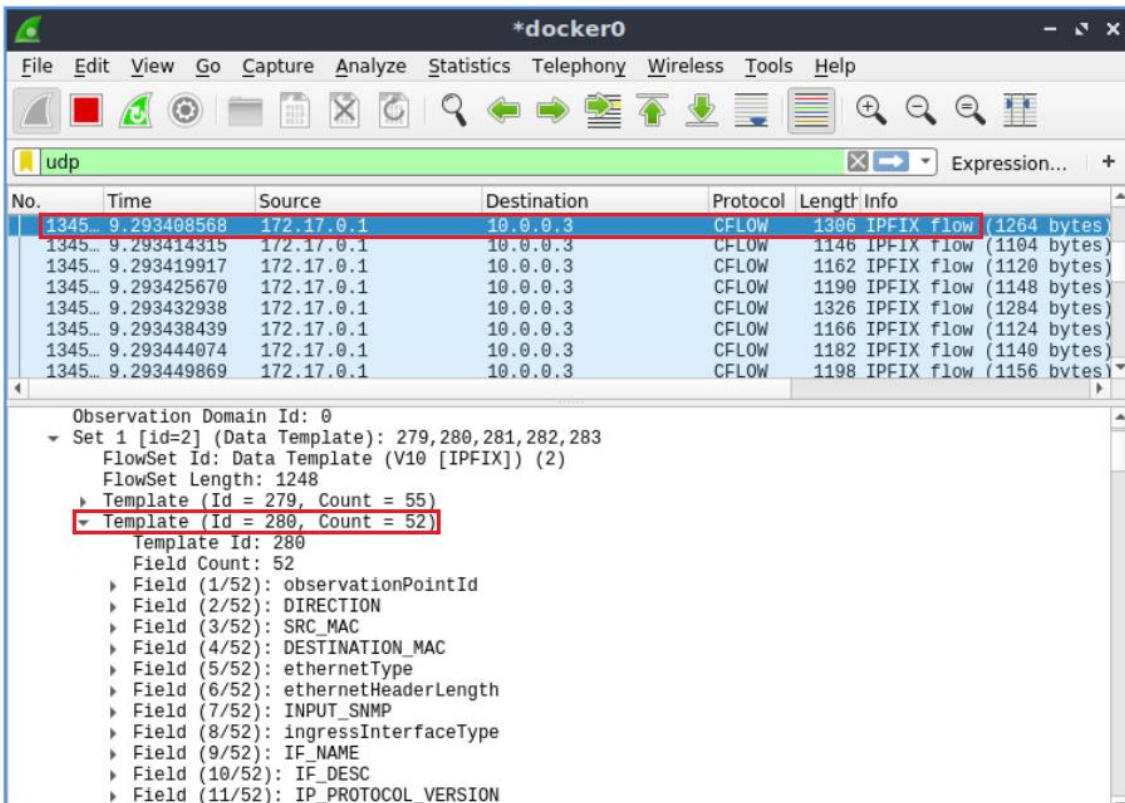 *docker0
File Edit View Go Capture Analyze Statistics Telephony Wireless Tools Help
udp Expression... +
No. Time Source Destination Protocol Length Info
1345… 9.293408568 172.17.0.1 10.0.0.3 CFLOW 1306 IPFIX flow (1264 bytes)
1345… 9.293414315 172.17.0.1 10.0.0.3 CFLOW 1146 IPFIX flow (1104 bytes)
1345… 9.293419917 172.17.0.1 10.0.0.3 CFLOW 1162 IPFIX flow (1120 bytes)
1345… 9.293425670 172.17.0.1 10.0.0.3 CFLOW 1190 IPFIX flow (1148 bytes)
1345… 9.293432938 172.17.0.1 10.0.0.3 CFLOW 1326 IPFIX flow (1284 bytes)
1345… 9.293438439 172.17.0.1 10.0.0.3 CFLOW 1166 IPFIX flow (1124 bytes)
1345… 9.293444074 172.17.0.1 10.0.0.3 CFLOW 1182 IPFIX flow (1140 bytes)
1345… 9.293449869 172.17.0.1 10.0.0.3 CFLOW 1198 IPFIX flow (1156 bytes)
Observation Domain Id: 0
Set 1 [id=2] (Data Template): 279,280,281,282,283
FlowSet Id: Data Template (V10 [IPFIX]) (2)
FlowSet Length: 1248
Template (Id = 279, Count = 55)
Template (Id = 280, Count = 52)
Template Id: 280
Field Count: 52
Field (1/52): observationPointId
Field (2/52): DIRECTION
Field (3/52): SRC_MAC
Field (4/52): DESTINATION_MAC
Field (5/52): ethernetType
Field (6/52): ethernetHeaderLength
Field (7/52): INPUT_SNMP
Field (8/52): ingressInterfaceType
Field (9/52): IF_NAME
Field (10/52): IF_DESC
Field (11/52): IP_PROTOCOL_VERSION